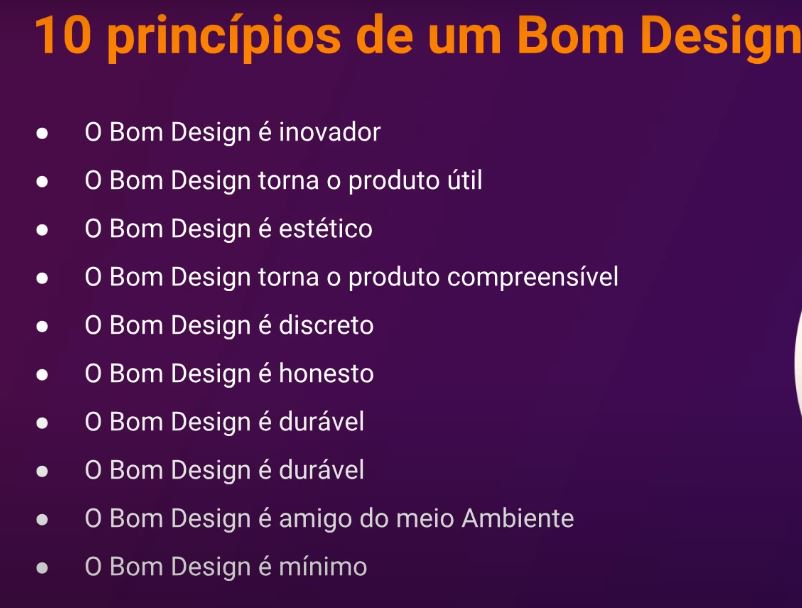 10 princípios de um Bom Design
● O Bom Design é inovador
● O Bom Design torna o produto útil
● O Bom Design é estético
● O Bom Design torna o produto compreensível
● O Bom Design é discreto
● O Bom Design é honesto
● O Bom Design é durável
● O Bom Design é durável
● O Bom Design é amigo do meio Ambiente
● O Bom Design é mínimo